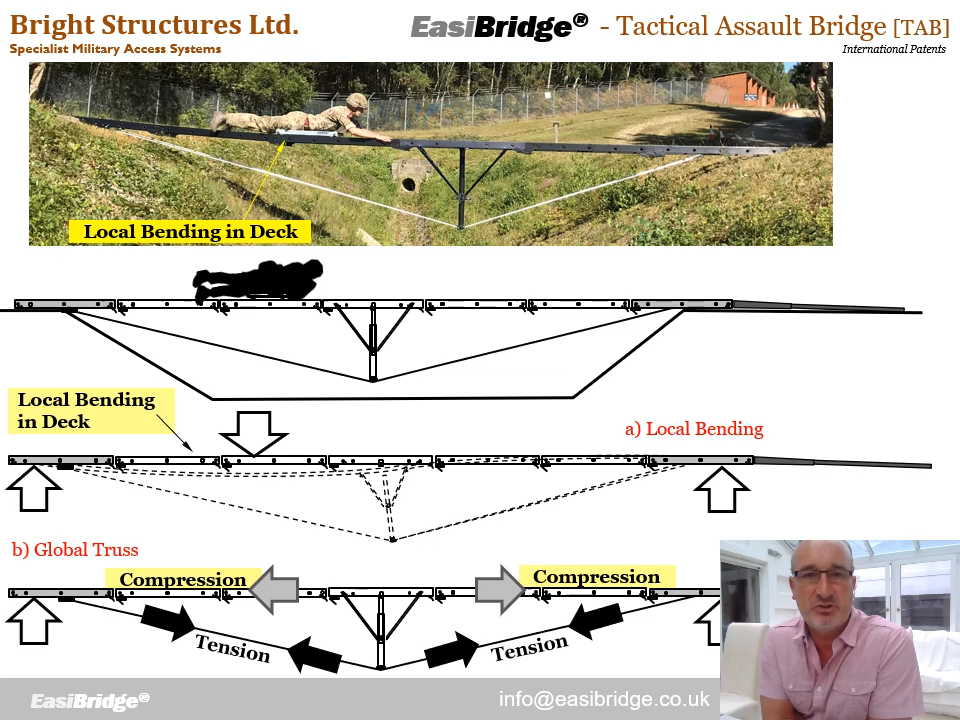 Bright Structures Ltd.
Specialist Military Access Systems
EasiBridge® - Tactical Assault Bridge [TAB]
International Patents
Local Bending in Deck
Local Bending
in Deck
a) Local Bending
b) Global Truss
Compression
Compression
Tension
Tension
EasiBridge®
info@easibridge.co.uk